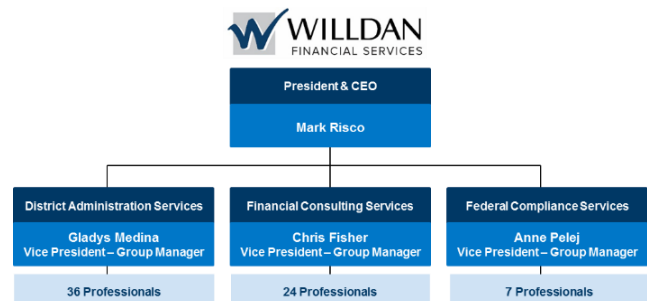 WILLDAN
FINANCIAL SERVICES
President & CEO
Mark Risco
District Administration Services
Gladys Medina
Vice President – Group Manager
36 Professionals
Financial Consulting Services
Chris Fisher
Vice President – Group Manager
24 Professionals
Federal Compliance Services
Anne Pelej
Vice President – Group Manager
7 Professionals